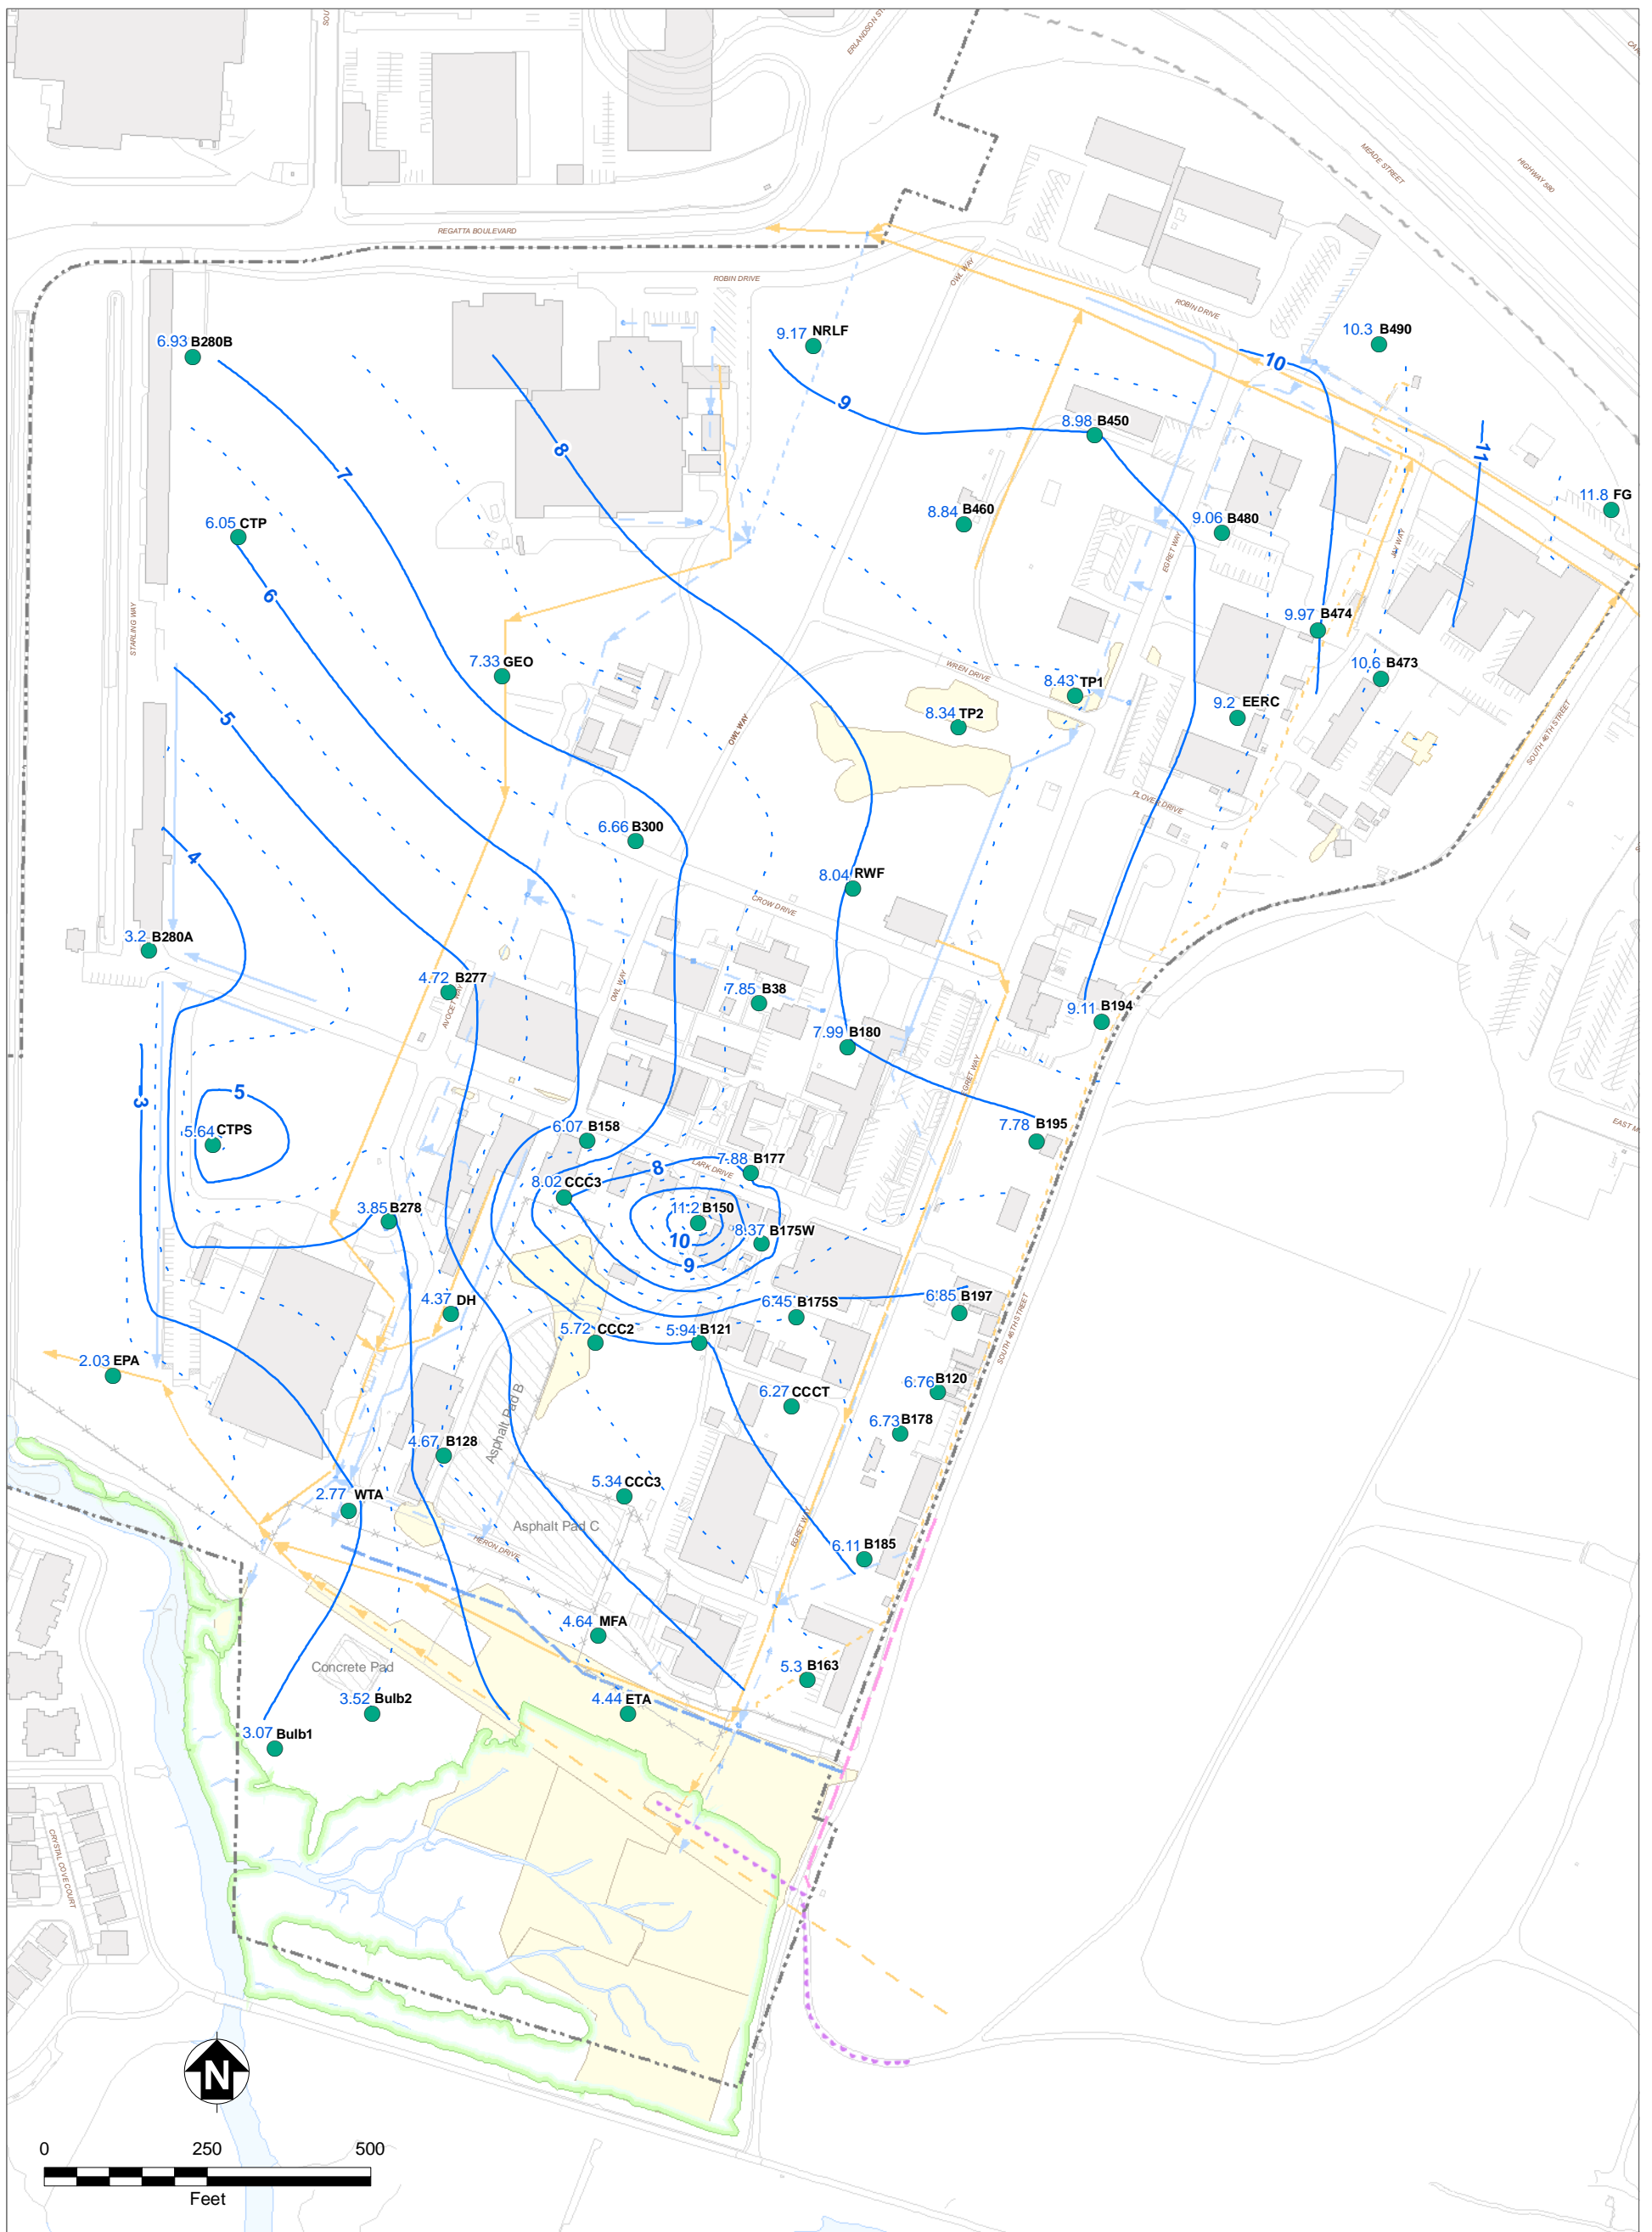 SOU
ERLANDSON ST
CAR
MEADE STREET
HIGHWAY 580
REGATTA BOULEVARD
OWL WAY
ROBIN DRIVE
ROBIN DRIVE
6.93 B280B
9.17 NRLF
10.3 B490
10
9
7
8
8.98 B450
11
11.8 FG
6.05 CTP
8.84 B460
9.06 B480
EGRET WAY
IVY WAY
6
STARLING WAY
9.97 B474
7.33 GEO
WREN DRIVE
10.6 B473
8.43 TP1
5
8.34 TP2
9.2 EERC
OWL WAY
SOUTH 46TH STREET
PLOVER DRIVE
6.66 B300
4
8.04 RWF
CROW DRIVE
3.2 B280A
4.72 B277
OWL WAY
7.85 B38
AVOCET WAY
9.11 B194
7.99 B180
EGRET WAY
3
5
5.64 CTPS
6.07 B158
7.78 B195
EAST M
8
LARK DRIVE
7.88 B177
8.02 CCC3
3.85 B278
11.2 B150
8.37 B175W
10
9
4.37 DH
6.85 B197
6.45 B175S
5.72 CCC2
5.94 B121
SOUTH 46TH STREET
2.03 EPA
6.76 B120
6.27 CCCT
6.73 B178
Asphalt Pad B
4.67 B128
5.34 CCC3
2.77 WTA
Asphalt Pad C
EGRET WAY
HERON DRIVE
6.11 B185
4.64 MFA
Concrete Pad
5.3 B163
3.52 Bulb2
4.44 ETA
3.07 Bulb1
CRYSTAL COVE COURT
N
0 250 500
Feet